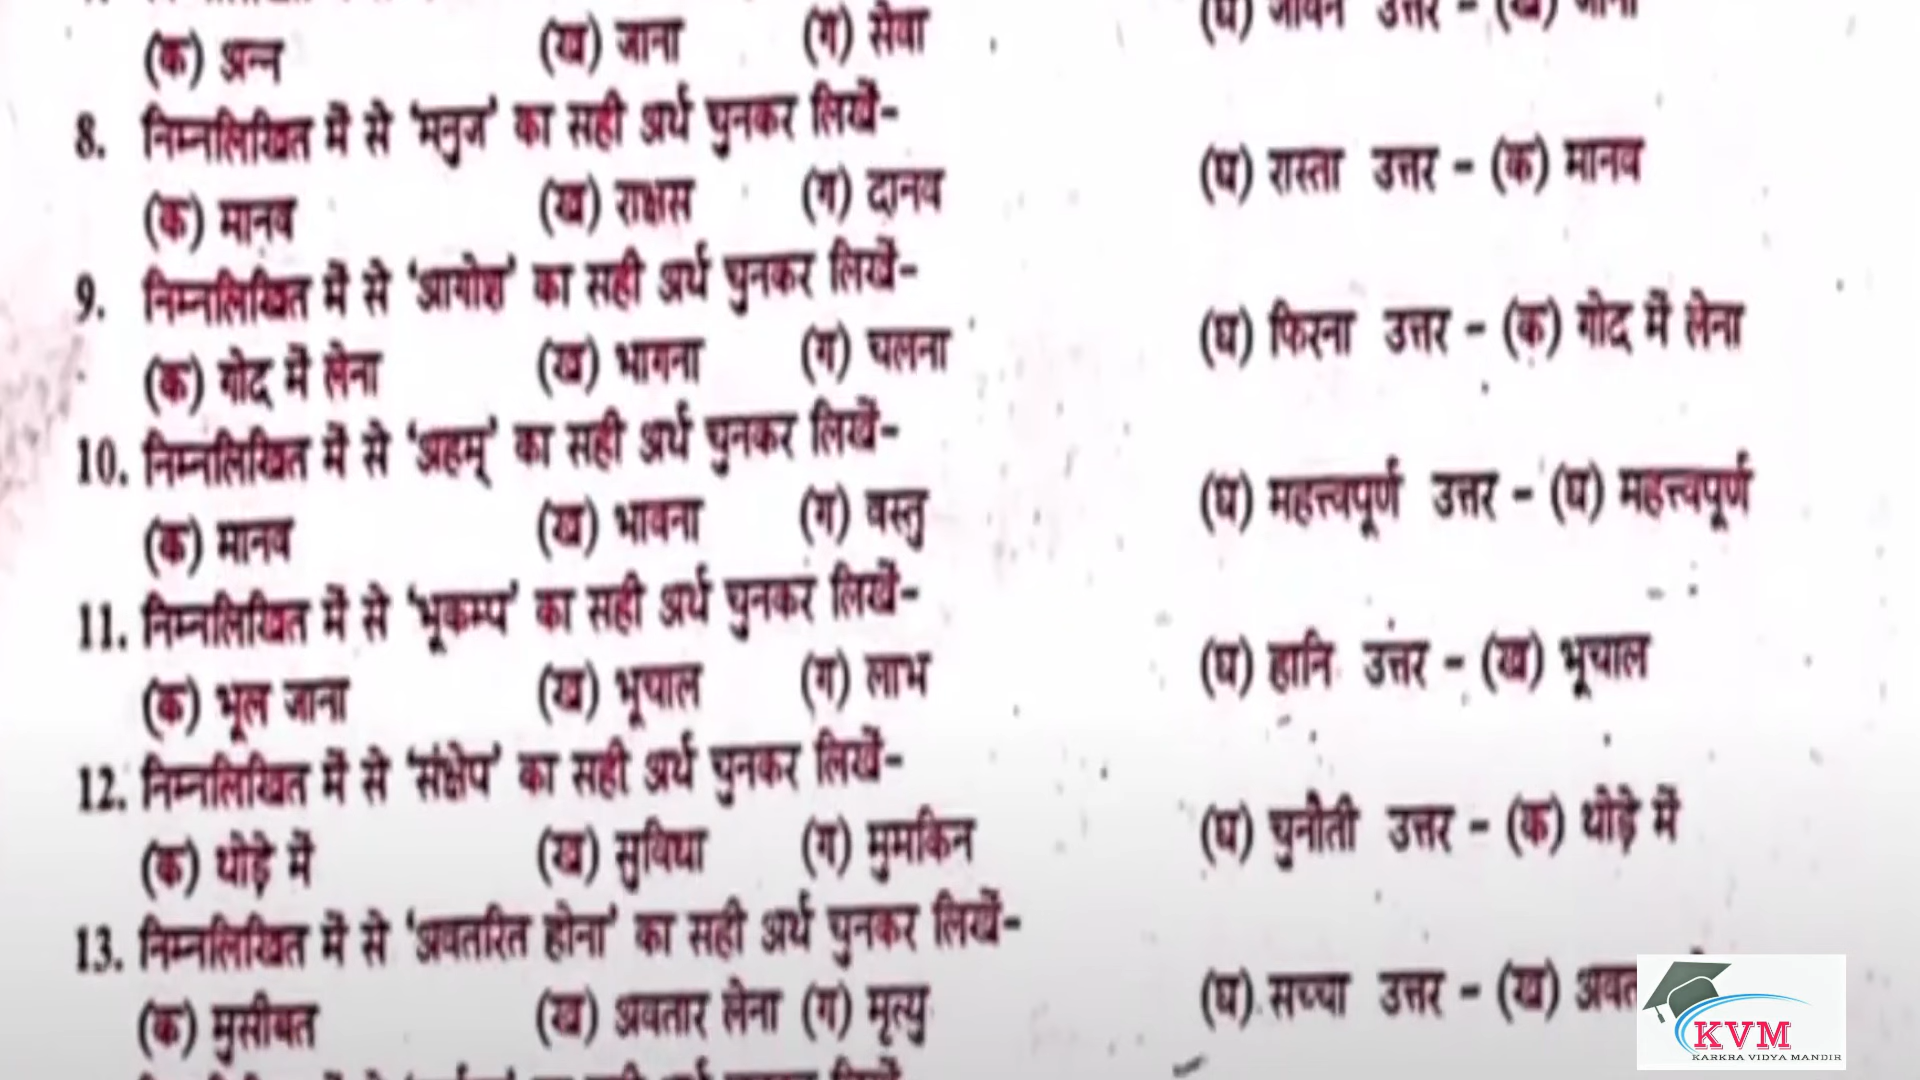 (क) अन्न (ख) जाना (ग) सेवा (घ) जीवन उत्तर - (ख) जाना
8. निम्नलिखित में से 'मनुज' का सही अर्थ चुनकर लिखें-
(क) मानव (ख) राक्षस (ग) दानव (घ) रास्ता उत्तर - (क) मानव
9. निम्नलिखित में से 'आगोश' का सही अर्थ चुनकर लिखें-
(क) गोद में लेना (ख) भागना (ग) चलना (घ) फिरना उत्तर - (क) गोद में लेना
10. निम्नलिखित में से 'अहम्' का सही अर्थ चुनकर लिखें-
(क) मानव (ख) भावना (ग) वस्तु (घ) महत्त्वपूर्ण उत्तर - (घ) महत्त्वपूर्ण
11. निम्नलिखित में से 'भूकम्प' का सही अर्थ चुनकर लिखें-
(क) भूल जाना (ख) भूचाल (ग) लाभ (घ) हानि उत्तर - (ख) भूचाल
12. निम्नलिखित में से 'संक्षेप' का सही अर्थ चुनकर लिखें-
(क) थोड़े में (ख) सुविधा (ग) मुमकिन (घ) चुनौती उत्तर - (क) थोड़े में
13. निम्नलिखित में से 'अवतरित होना' का सही अर्थ चुनकर लिखें-
(क) मुसीबत (ख) अवतार लेना (ग) मृत्यु (घ) सच्चा उत्तर - (ख)
KVM
KARKRA VIDYA MANDIR